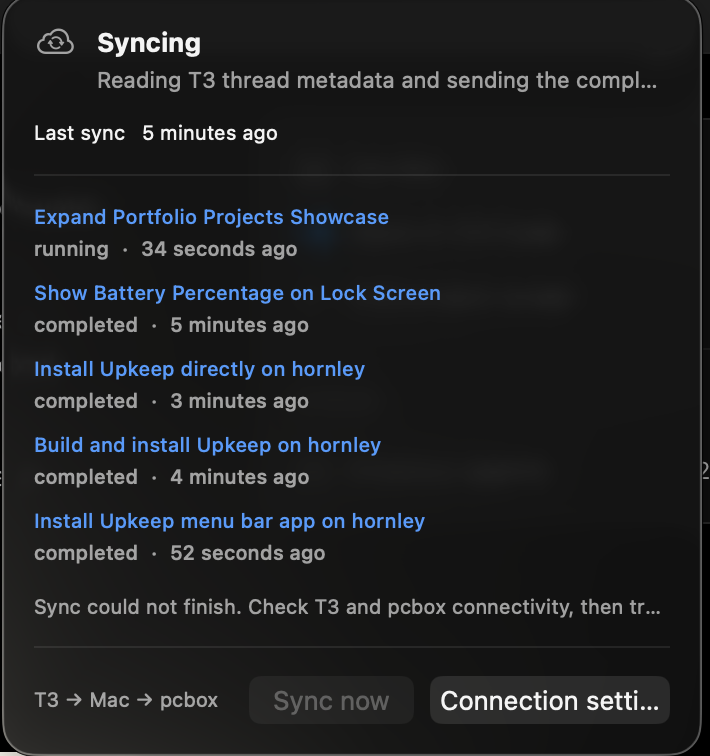 Syncing
Reading T3 thread metadata and sending the compl...
Last sync 5 minutes ago
Expand Portfolio Projects Showcase
running · 34 seconds ago
Show Battery Percentage on Lock Screen
completed · 5 minutes ago
Install Upkeep directly on hornley
completed · 3 minutes ago
Build and install Upkeep on hornley
completed · 4 minutes ago
Install Upkeep menu bar app on hornley
completed · 52 seconds ago
Sync could not finish. Check T3 and pcbox connectivity, then tr...
T3 → Mac → pcbox Sync now Connection setti...